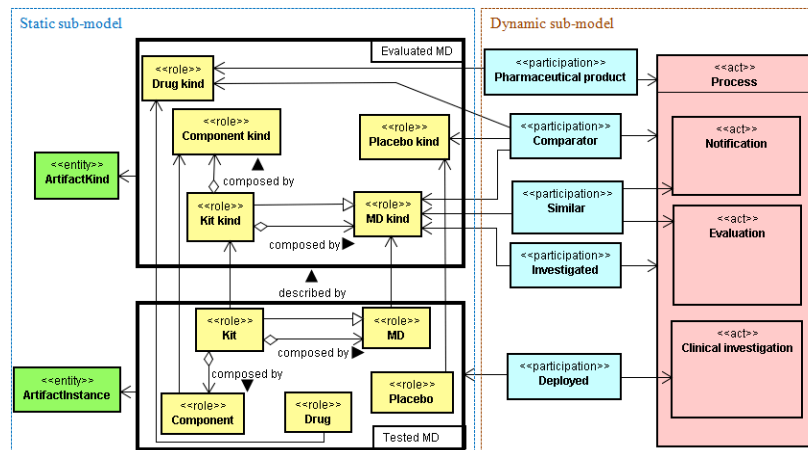 Static sub-model
Dynamic sub-model
Evaluated MD
<<role>>
Drug kind
<<role>>
Component kind
<<role>>
Placebo kind
composed by
<<role>>
Kit kind
<<role>>
MD kind
composed by
<<entity>>
ArtifactKind
described by
<<role>>
Kit
<<role>>
MD
composed by
composed by
<<role>>
Component
<<role>>
Drug
<<role>>
Placebo
Tested MD
<<entity>>
ArtifactInstance
<<participation>>
Pharmaceutical product
<<participation>>
Comparator
<<participation>>
Similar
<<participation>>
Investigated
<<participation>>
Deployed
<<act>>
Process
<<act>>
Notification
<<act>>
Evaluation
<<act>>
Clinical investigation